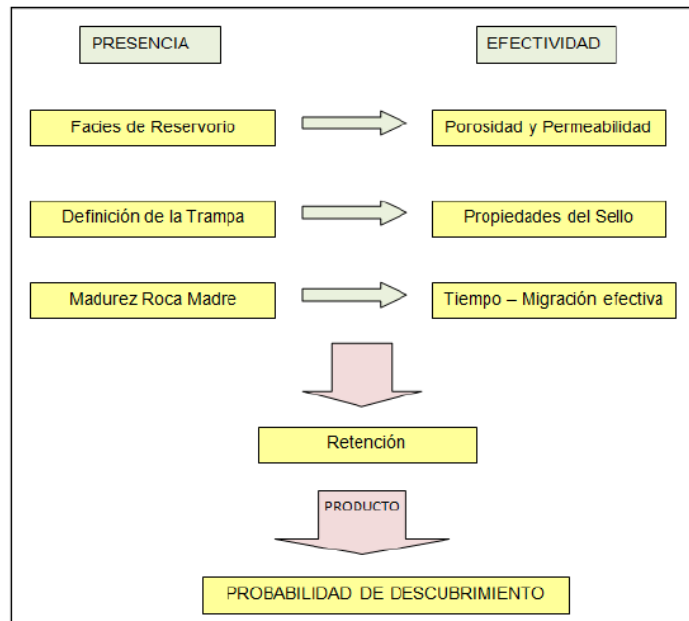 PRESENCIA
EFECTIVIDAD
Facies de Reservorio
Porosidad y Permeabilidad
Definición de la Trampa
Propiedades del Sello
Madurez Roca Madre
Tiempo – Migración efectiva
Retención
PRODUCTO
PROBABILIDAD DE DESCUBRIMIENTO